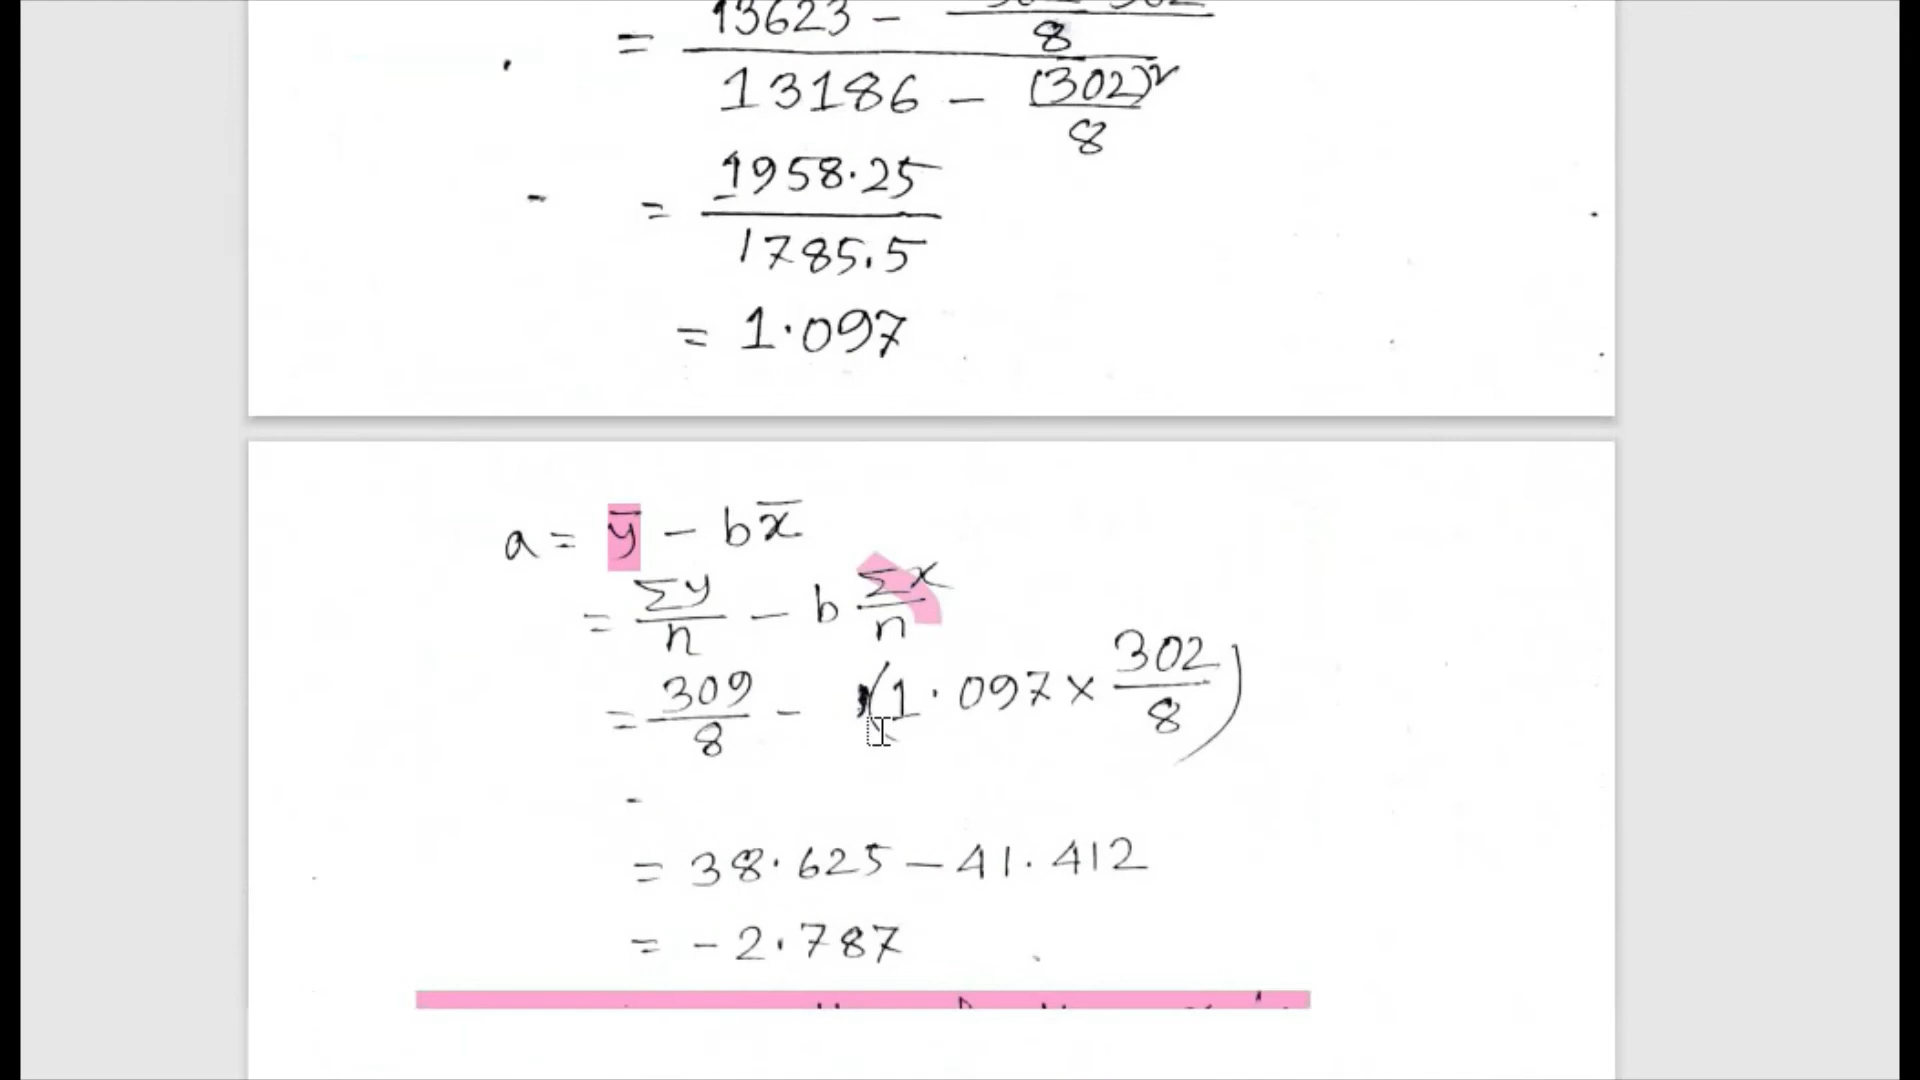 = 13623 - / 8
13186 - (302)² / 8
= 1958.25 / 1785.5
= 1.097
a = y̅ - bx̅
= Σy / n - b Σx / n
= 309 / 8 - (1.097 × 302 / 8)
= 38.625 - 41.412
= -2.787